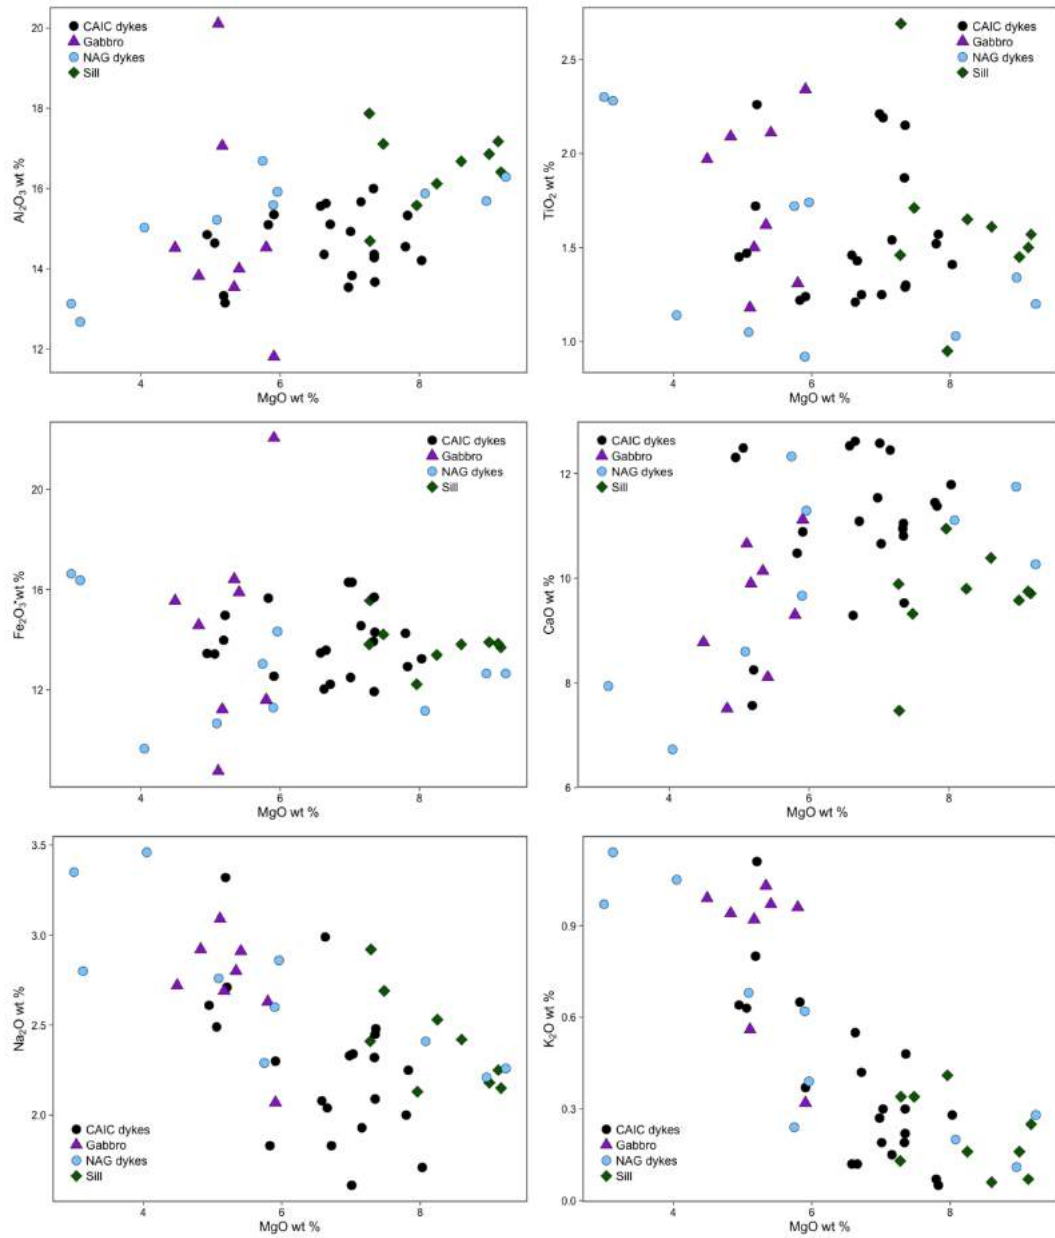 CAIC dykes
Gabbro
NAG dykes
Sill
Al₂O₃ wt %
20
18
16
14
12
4 6 8
MgO wt %
CAIC dykes
Gabbro
NAG dykes
Sill
TiO₂ wt %
2.5
2.0
1.5
1.0
4 6 8
MgO wt %
CAIC dykes
Gabbro
NAG dykes
Sill
Fe₂O₃* wt %
20
16
12
4 6 8
MgO wt %
CAIC dykes
Gabbro
NAG dykes
Sill
CaO wt %
12
10
8
6
4 6 8
MgO wt %
Na₂O wt %
3.5
3.0
2.5
2.0
CAIC dykes
Gabbro
NAG dykes
Sill
4 6 8
MgO wt %
K₂O wt %
0.9
0.6
0.3
0.0
CAIC dykes
Gabbro
NAG dykes
Sill
4 6 8
MgO wt %